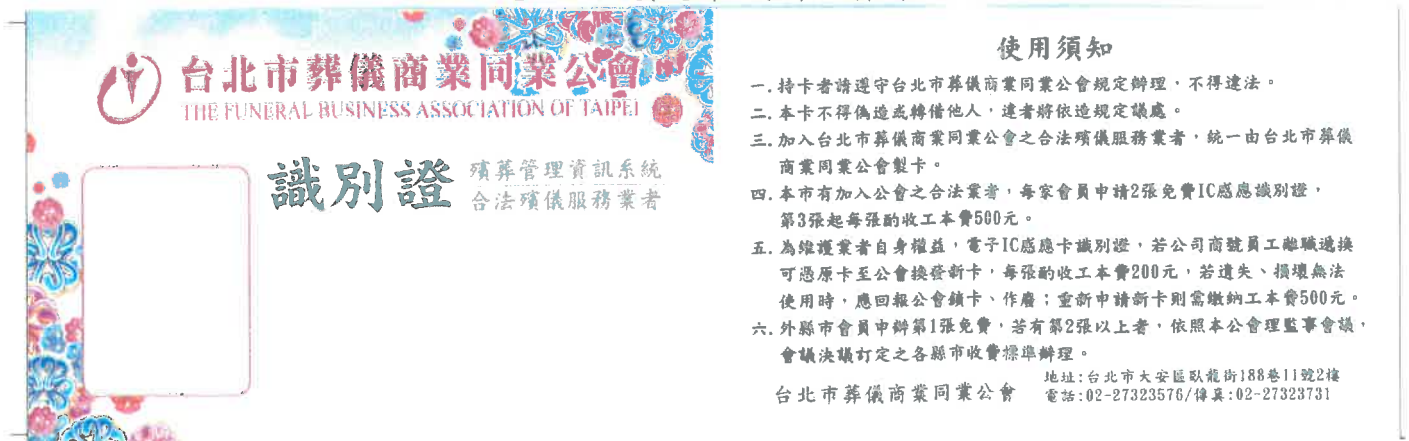 台北市葬儀商業同業公會
THE FUNERAL BUSINESS ASSOCIATION OF TAIPEI
識別證
殯葬管理資訊系統
合法殯儀服務業者
使用須知
一. 持卡者請遵守台北市葬儀商業同業公會規定辦理，不得違法。
二. 本卡不得偽造或轉借他人，違者將依造規定議處。
三. 加入台北市葬儀商業同業公會之合法殯儀服務業者，統一由台北市葬儀
商業同業公會製卡。
四. 本市有加入公會之合法業者，每家會員申請2張免費IC感應識別證，
第3張起每張酌收工本費500元。
五. 為維護業者自身權益，電子IC感應卡識別證，若公司商號員工離職遞換
可憑原卡至公會換發新卡，每張酌收工本費200元，若遺失、損壞無法
使用時，應回報公會鎖卡、作廢；重新申請新卡則需繳納工本費500元。
六. 外縣市會員申辦第1張免費，若有第2張以上者，依照本公會理監事會議，
會議決議訂定之各縣市收費標準辦理。
台北市葬儀商業同業公會
地址:台北市大安區臥龍街188巷11號2樓
電話:02-27323576/傳真:02-27323731